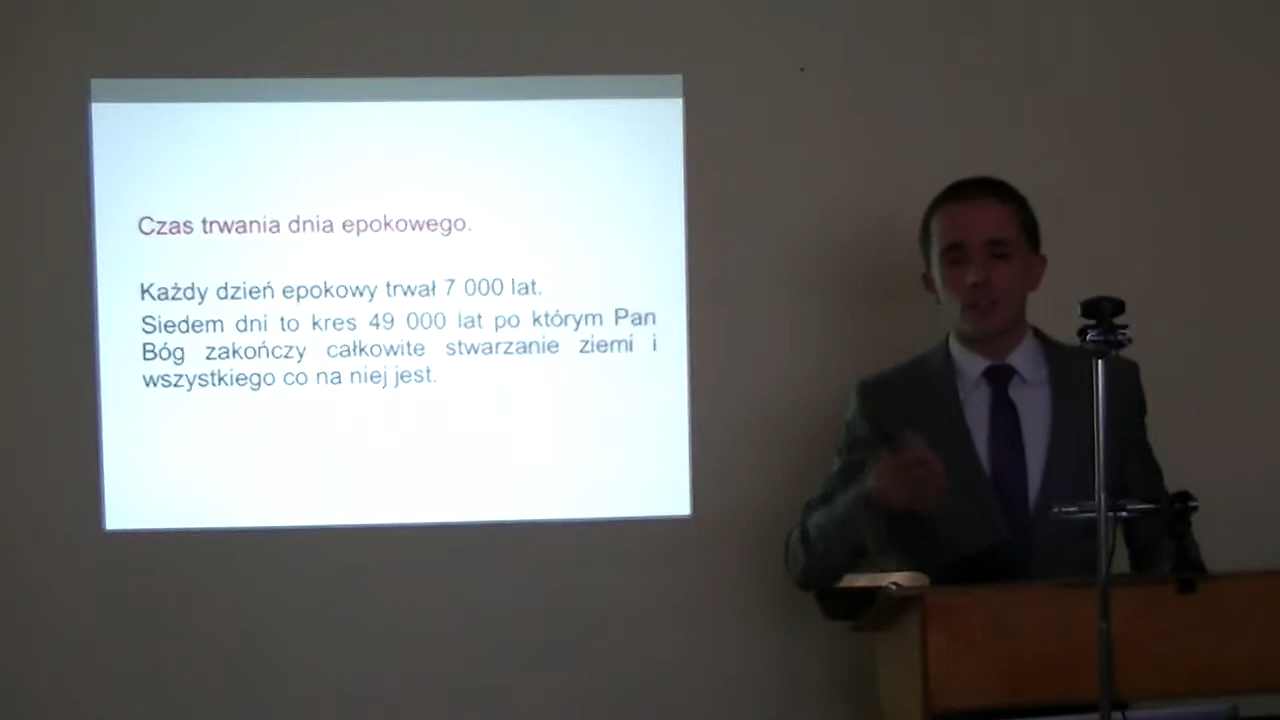 Czas trwania dnia epokowego.
Każdy dzień epokowy trwał 7 000 lat.
Siedem dni to kres 49 000 lat po którym Pan
Bóg zakończy całkowite stwarzanie ziemi i
wszystkiego co na niej jest.